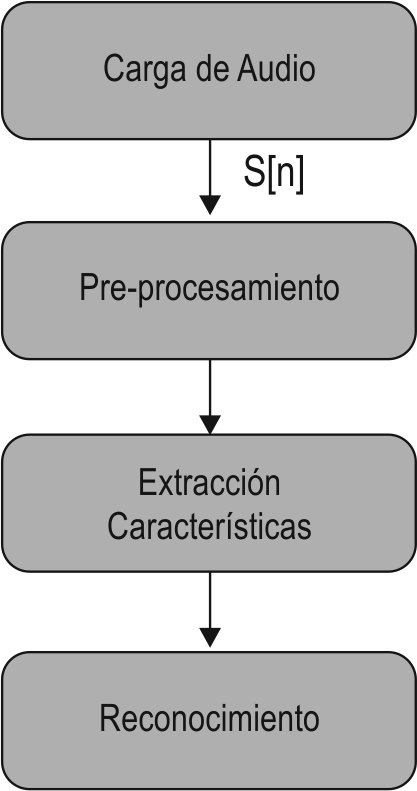 Carga de Audio
S[n]
Pre-procesamiento
Extracción
Características
Reconocimiento